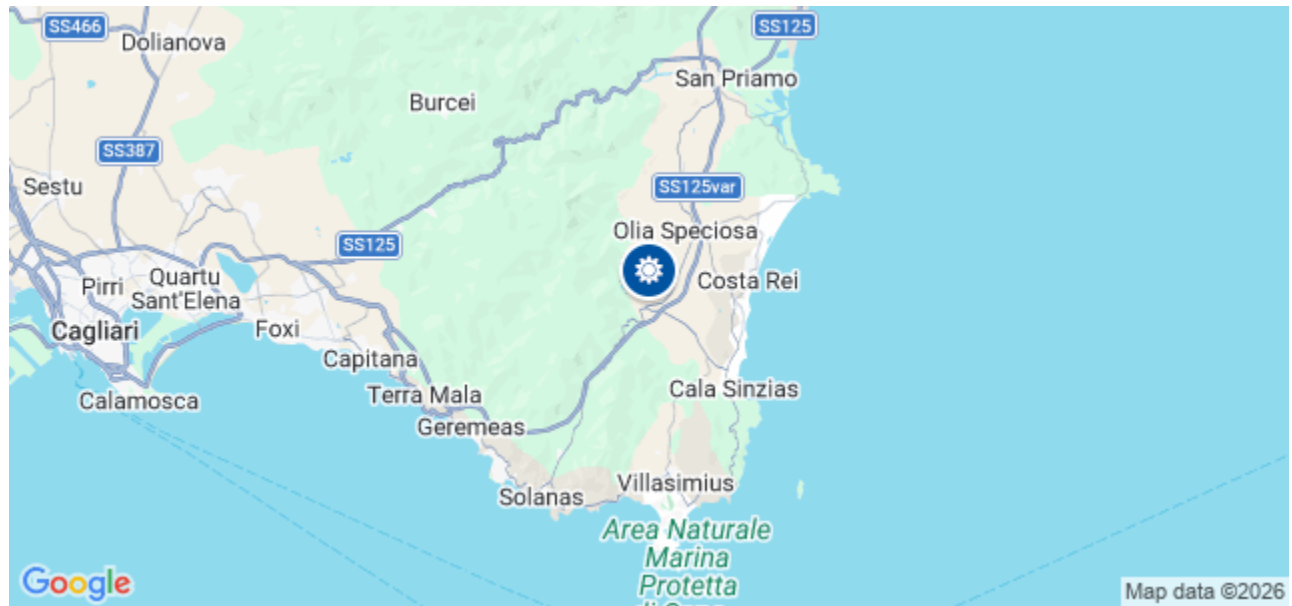 SS466
Dolianova
SS125
San Priamo
Burcei
SS387
Sestu
SS125var
SS125
Olia Speciosa
Pirri
Quartu
Sant'Elena
Costa Rei
Cagliari
Foxi
Capitana
Calamosca
Terra Mala
Cala Sinzias
Geremeas
Solanas
Villasimius
Area Naturale
Marina
Protetta
Google
Map data ©2026